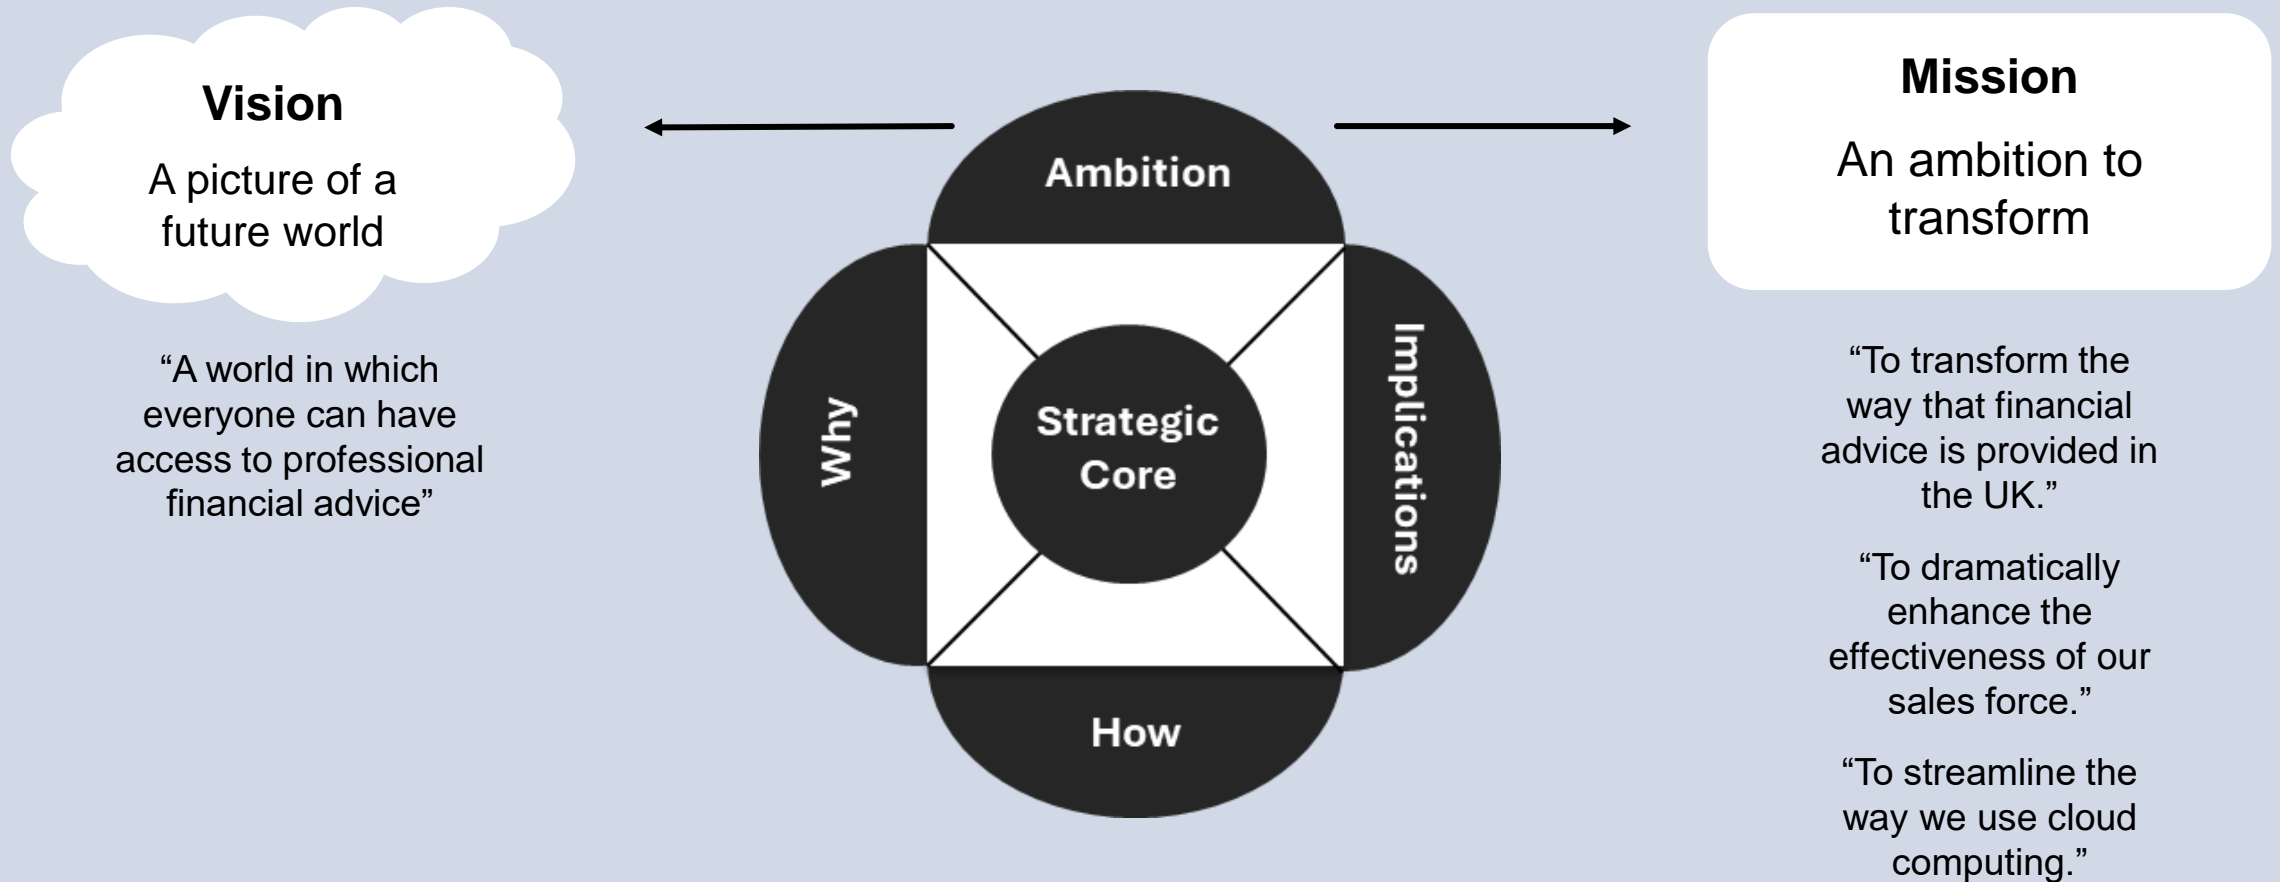 Vision
A picture of a
future world
“A world in which
everyone can have
access to professional
financial advice”
Ambition
Why
Strategic
Core
Implications
How
Mission
An ambition to
transform
“To transform the
way that financial
advice is provided in
the UK.”
“To dramatically
enhance the
effectiveness of our
sales force.”
“To streamline the
way we use cloud
computing.”